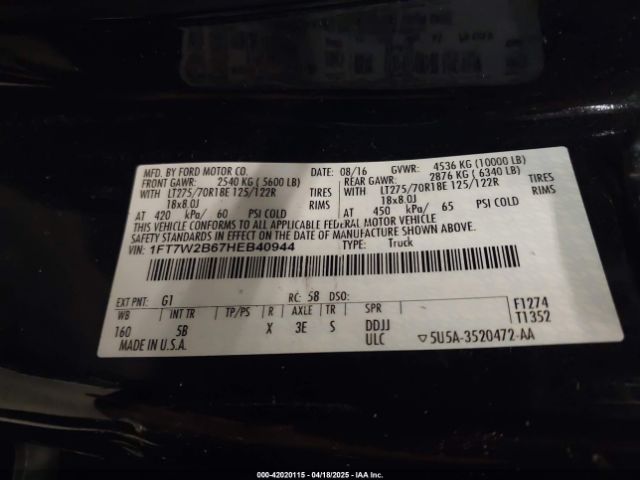 MFD. BY FORD MOTOR CO.
DATE: 08/16 GVWR: 4536 KG (10000 LB)
FRONT GAWR: 2540 KG ( 5600 LB)
REAR GAWR: 2876 KG ( 6340 LB)
WITH LT275/70R18E 125/122R TIRES
WITH LT275/70R18E 125/122R TIRES
18x8.0J RIMS
18x8.0J RIMS
AT 420 kPa/ 60 PSI COLD
AT 450 kPa/ 65 PSI COLD
THIS VEHICLE CONFORMS TO ALL APPLICABLE FEDERAL MOTOR VEHICLE
SAFETY AND THEFT PREVENTION STANDARDS IN EFFECT ON THE DATE OF MANUFACTURE SHOWN ABOVE.
VIN: 1FT7W2B67HEB40944
TYPE: Truck
EXT PNT: G1 RC: 58 DSO:
F1274
WB INT TR TP/PS R AXLE TR SPR
T1352
160 5B X 3E S DDJJ
MADE IN U.S.A. ULC ▽5U5A-3520472-AA
000-42020115 - 04/18/2025 - IAA, Inc.